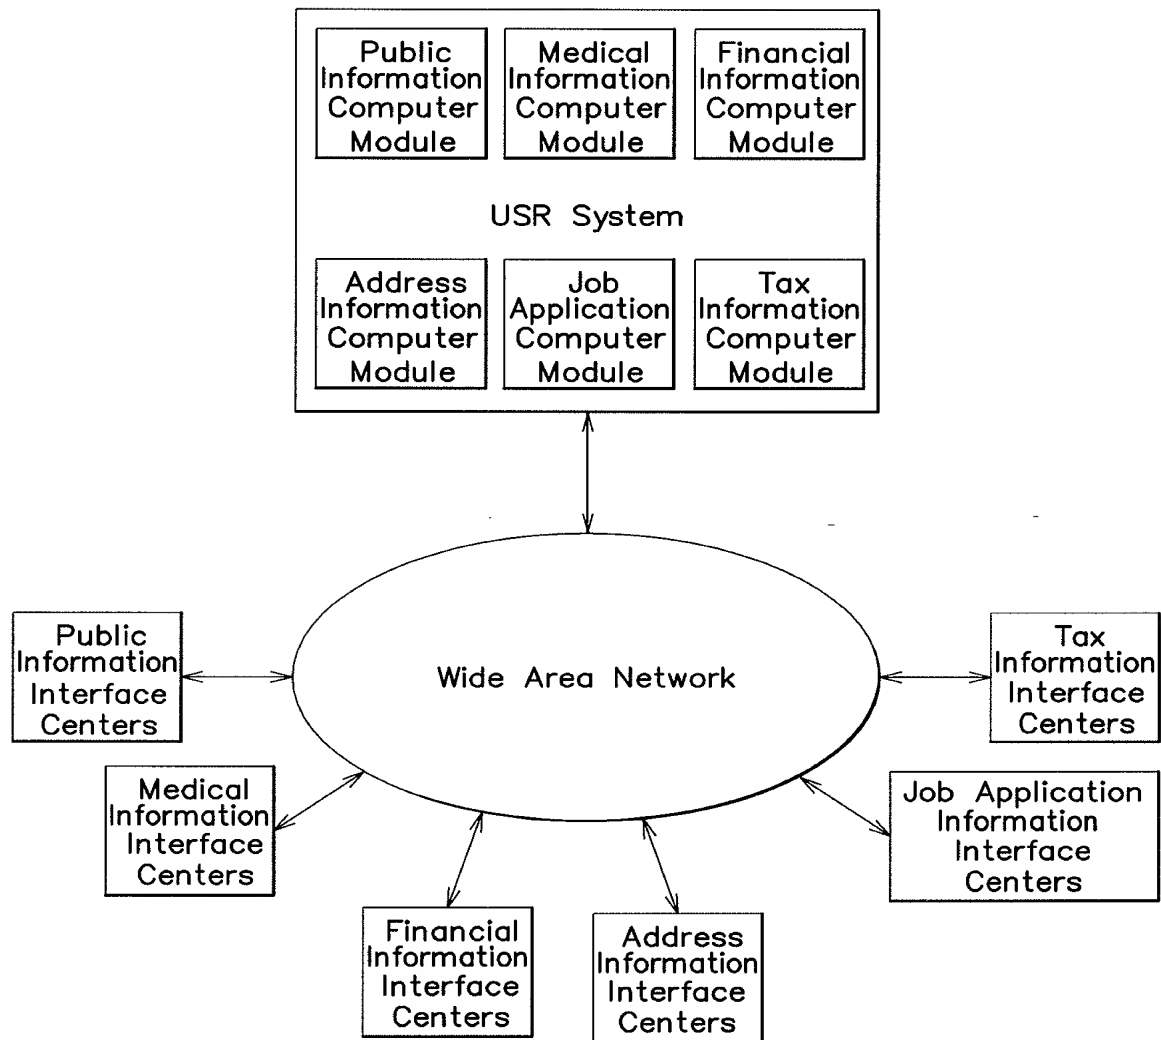 Public
Information
Computer
Module
Medical
Information
Computer
Module
Financial
Information
Computer
Module
USR System
Address
Information
Computer
Module
Job
Application
Computer
Module
Tax
Information
Computer
Module
Wide Area Network
Public
Information
Interface
Centers
Tax
Information
Interface
Centers
Medical
Information
Interface
Centers
Job Application
Information
Interface
Centers
Financial
Information
Interface
Centers
Address
Information
Interface
Centers